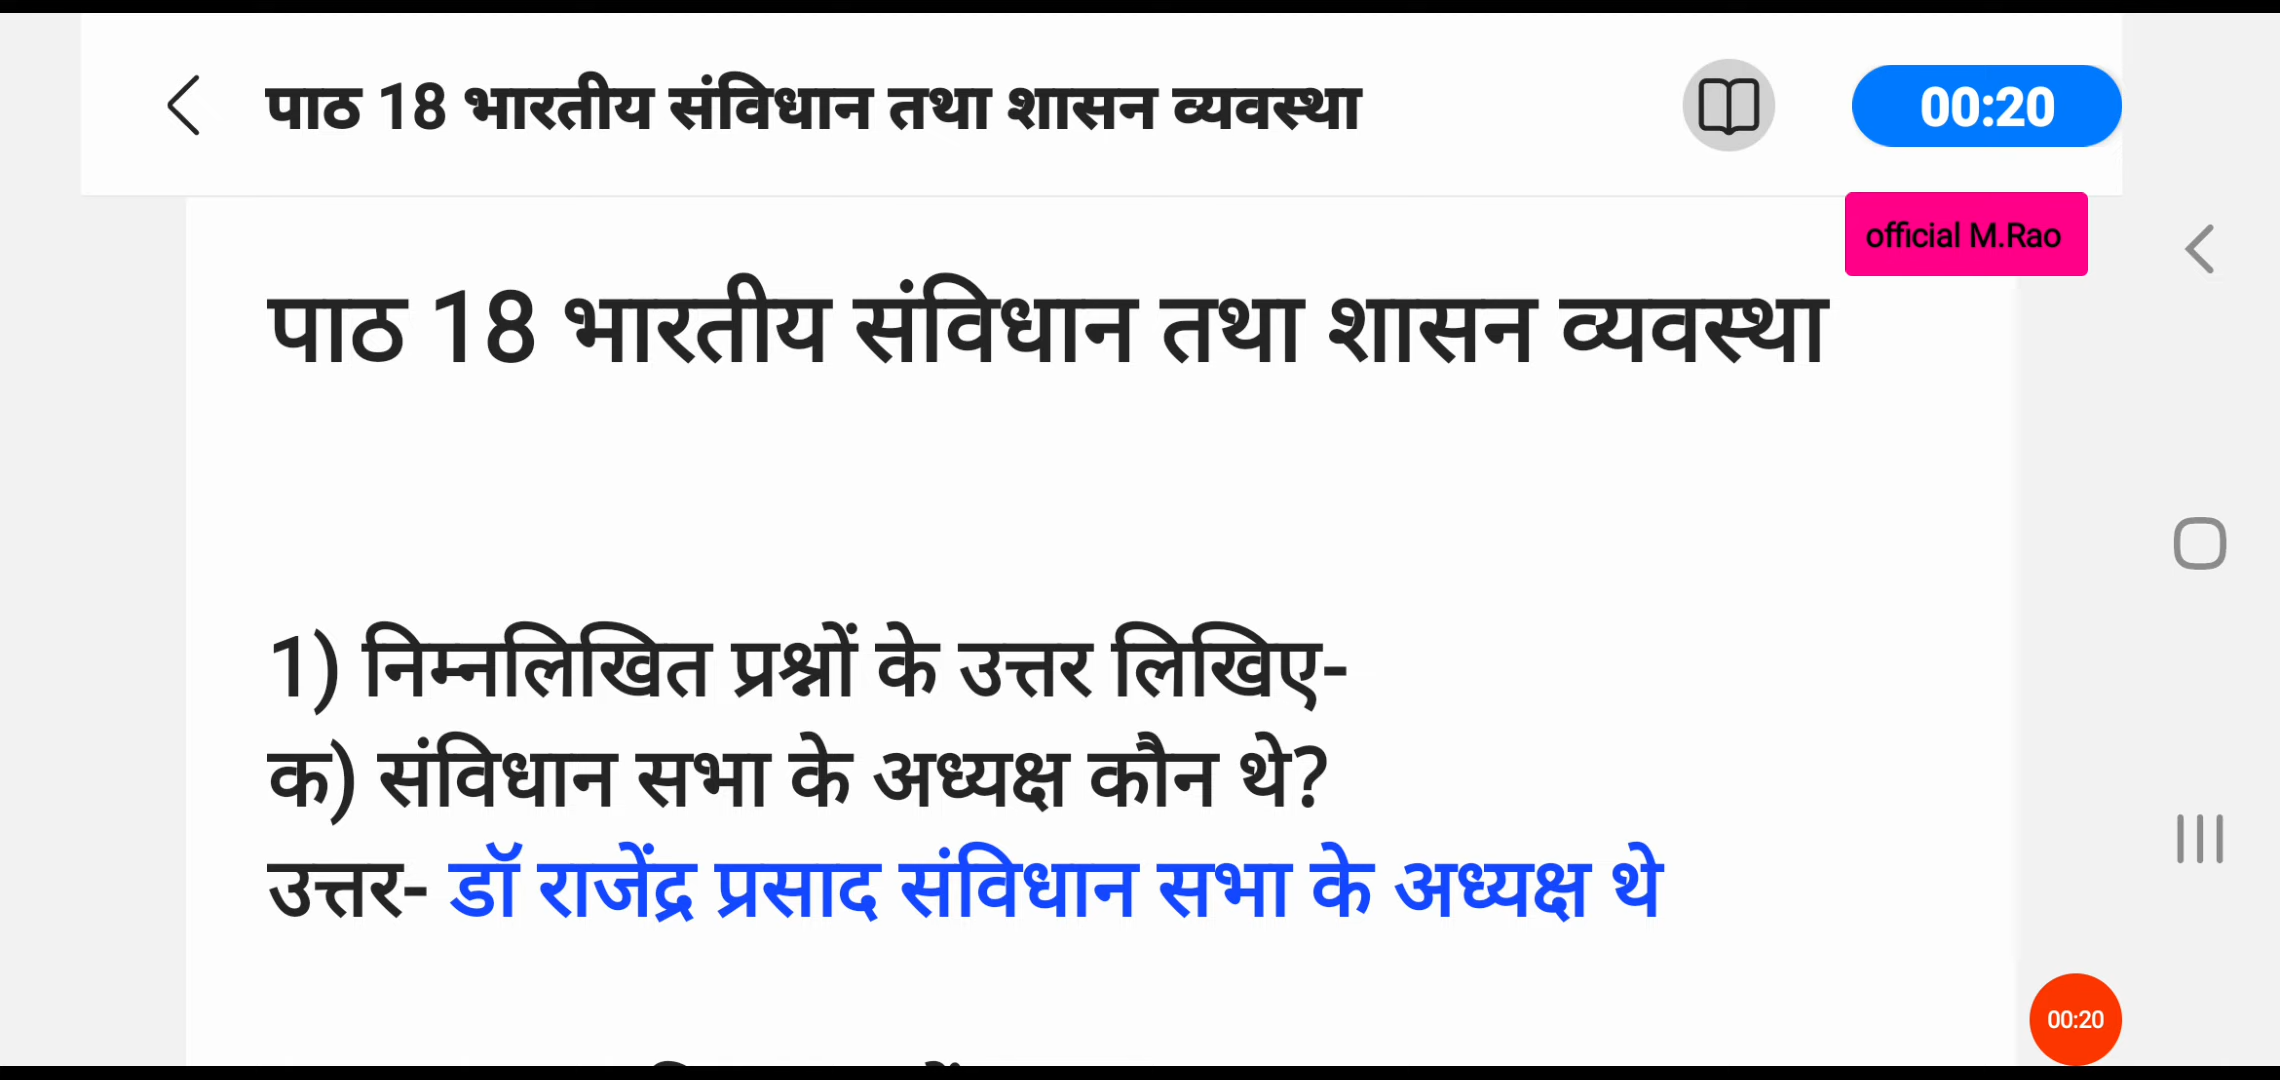 पाठ 18 भारतीय संविधान तथा शासन व्यवस्था
00:20
official M.Rao
पाठ 18 भारतीय संविधान तथा शासन व्यवस्था
1) निम्नलिखित प्रश्नों के उत्तर लिखिए-
क) संविधान सभा के अध्यक्ष कौन थे?
उत्तर- डॉ राजेंद्र प्रसाद संविधान सभा के अध्यक्ष थे
00:20